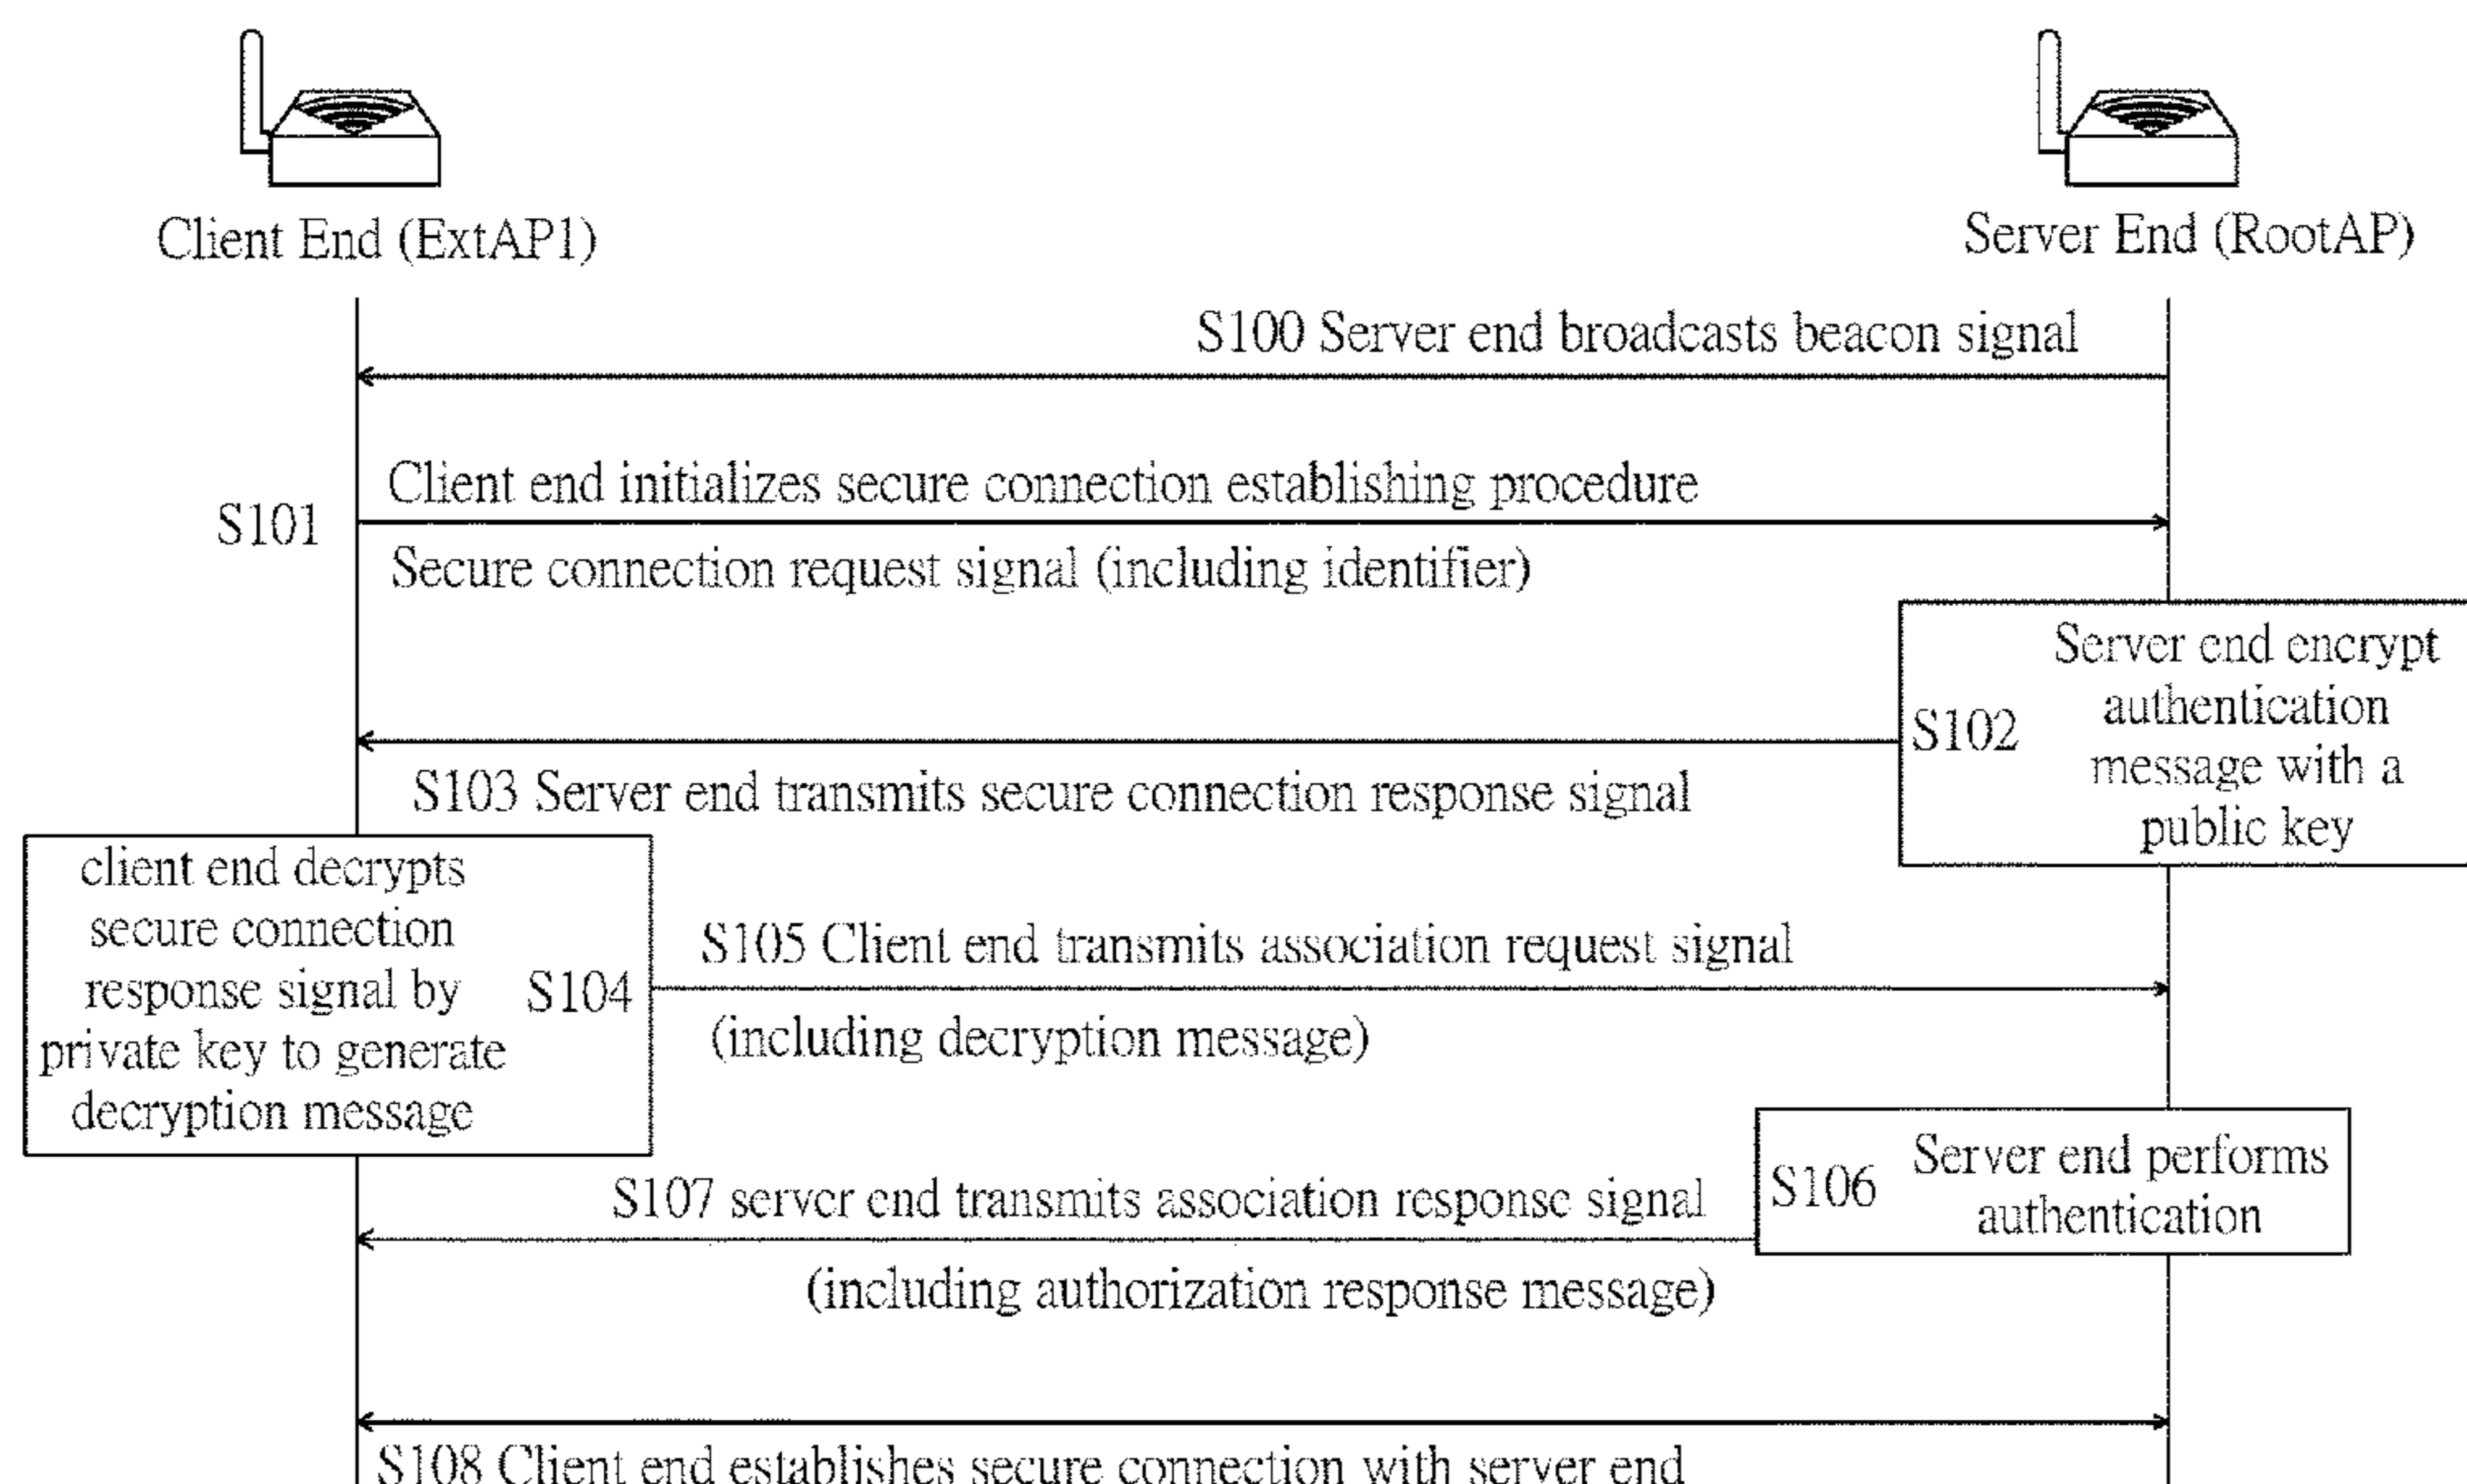 Client End (ExtAP1)
Server End (RootAP)
S100 Server end broadcasts beacon signal
Client end initializes secure connection establishing procedure
S101
Secure connection request signal (including identifier)
Server end encrypt
authentication
message with a
public key
S102
S103 Server end transmits secure connection response signal
client end decrypts
secure connection
response signal by
private key to generate
decryption message
S104
S105 Client end transmits association request signal
(including decryption message)
S106
Server end performs
authentication
S107 server end transmits association response signal
(including authorization response message)
S108 Client end establishes secure connection with server end